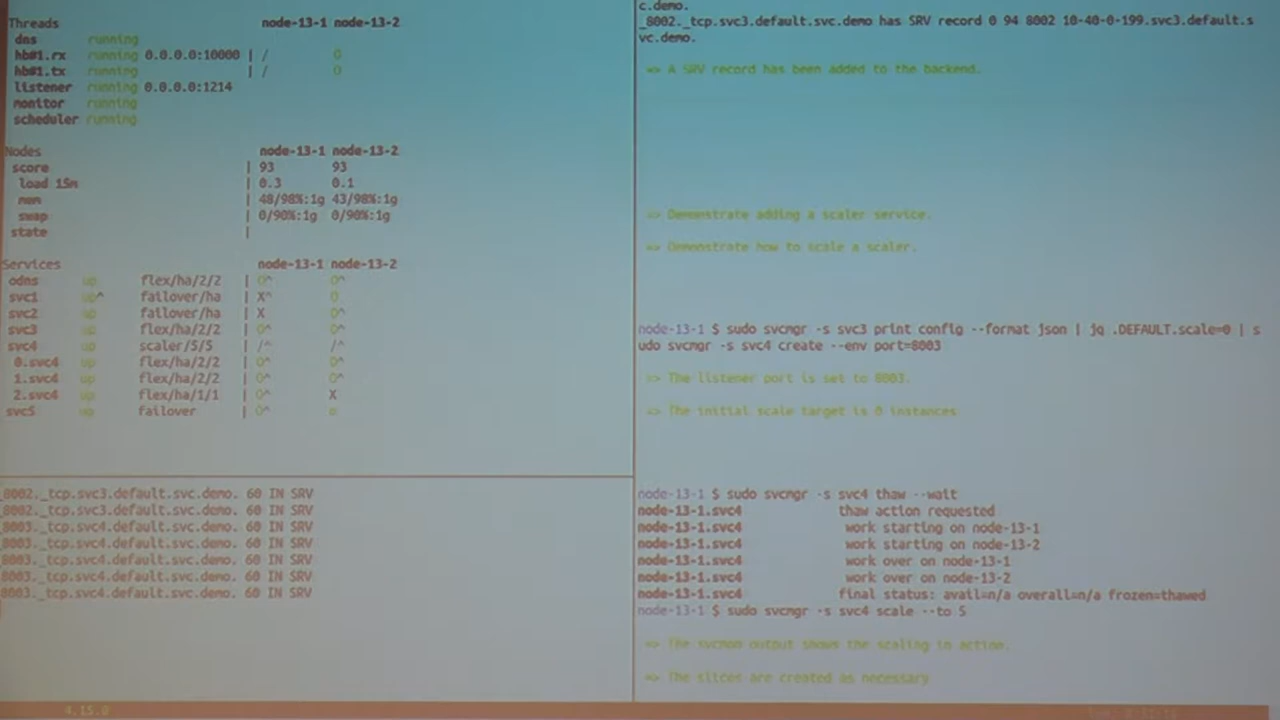 Threads node-13-1 node-13-2
dns running
hb#1.rx running 0.0.0.0:10000 | / O
hb#1.tx running | / O
listener running 0.0.0.0:1214
monitor running
scheduler running
Nodes node-13-1 node-13-2
score | 93 93
load 15m | 0.3 0.1
mem | 48/98%:1g 43/98%:1g
swap | 0/90%:1g 0/90%:1g
state |
Services node-13-1 node-13-2
odns up flex/ha/2/2 | O^ O^
svc1 up^ failover/ha | X^ O
svc2 up failover/ha | X O^
svc3 up flex/ha/2/2 | O^ O^
svc4 up scaler/5/5 | /^ /^
0.svc4 up flex/ha/2/2 | O^ O^
1.svc4 up flex/ha/2/2 | O^ O^
2.svc4 up flex/ha/1/1 | O^ X
svc5 up failover | O^ o
_8002._tcp.svc3.default.svc.demo. 60 IN SRV
_8002._tcp.svc3.default.svc.demo. 60 IN SRV
_8003._tcp.svc4.default.svc.demo. 60 IN SRV
_8003._tcp.svc4.default.svc.demo. 60 IN SRV
_8003._tcp.svc4.default.svc.demo. 60 IN SRV
_8003._tcp.svc4.default.svc.demo. 60 IN SRV
_8003._tcp.svc4.default.svc.demo. 60 IN SRV
c.demo.
_8002._tcp.svc3.default.svc.demo has SRV record 0 94 8002 10-40-0-199.svc3.default.s
vc.demo.
=> A SRV record has been added to the backend.
=> Demonstrate adding a scaler service.
=> Demonstrate how to scale a scaler.
node-13-1 $ sudo svcmgr -s svc3 print config --format json | jq .DEFAULT.scale=0 | s
udo svcmgr -s svc4 create --env port=8003
=> The listener port is set to 8003.
=> The initial scale target is 0 instances
node-13-1 $ sudo svcmgr -s svc4 thaw --wait
node-13-1.svc4 thaw action requested
node-13-1.svc4 work starting on node-13-1
node-13-1.svc4 work starting on node-13-2
node-13-1.svc4 work over on node-13-1
node-13-1.svc4 work over on node-13-2
node-13-1.svc4 final status: avail=n/a overall=n/a frozen=thawed
node-13-1 $ sudo svcmgr -s svc4 scale --to 5
=> The svcmon output shows the scaling in action.
=> The slices are created as necessary
4.15.0